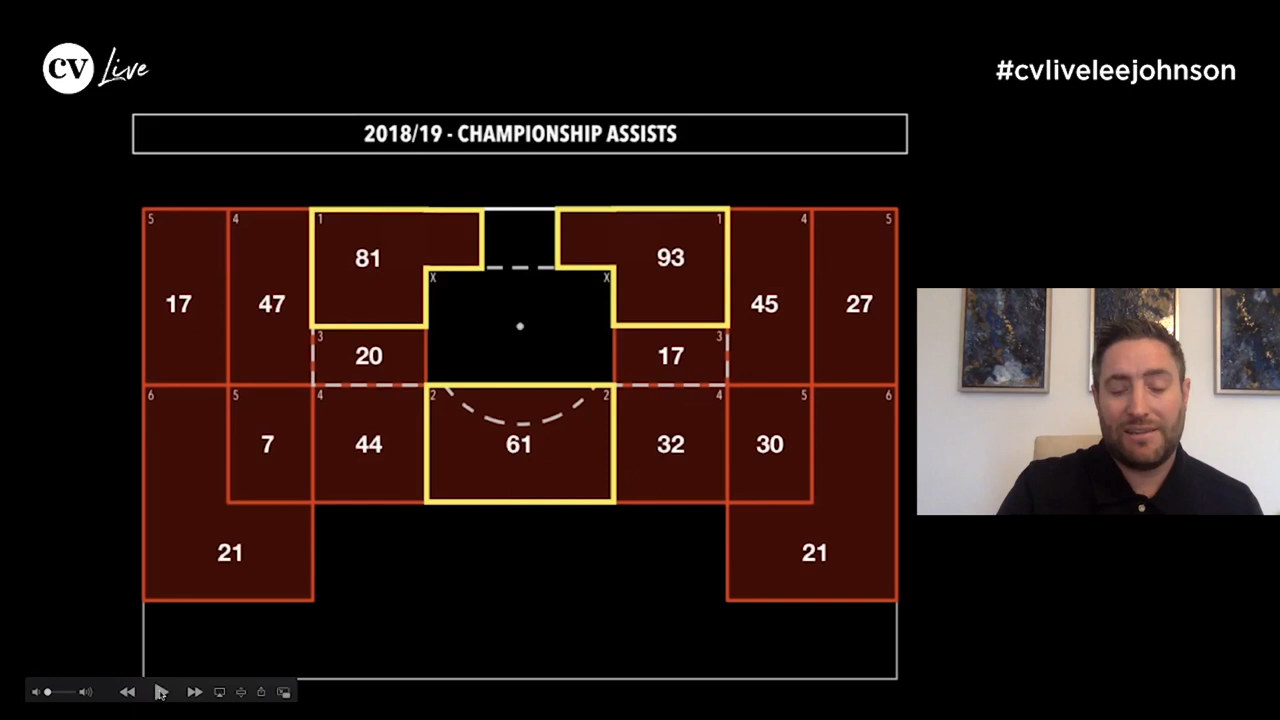 CV Live
#cvliveleejohnson
2018/19 - CHAMPIONSHIP ASSISTS
5 4 1 1 4 5
81 93
X X
17 47 45 27
3 3
20 17
6 5 4 2 2 4 5 6
7 44 61 32 30
21 21